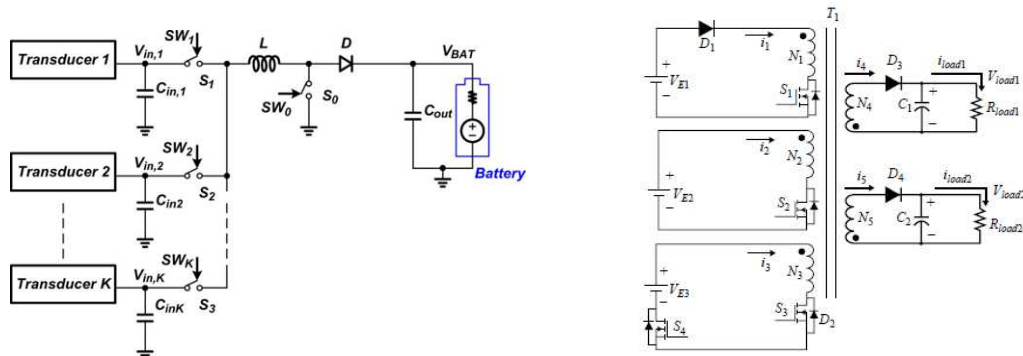 SW1
L
D
VBAT
Transducer 1
Vin,1
S1
Cin,1
SW0
S0
Cout
Battery
SW2
Transducer 2
Vin,2
S2
Cin2
SWK
Transducer K
Vin,K
S3
CinK
T1
D1
i1
N1
VE1
S1
i4
D3
iload1
Vload1
N4
C1
Rload1
i2
N2
VE2
S2
i5
D4
iload2
Vload2
N5
C2
Rload2
i3
N3
VE3
S3
D2
S4